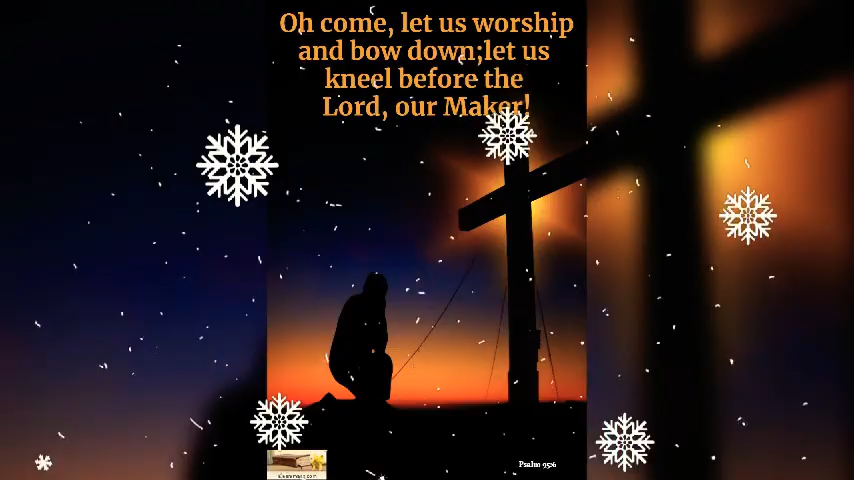 Oh come, let us worship
and bow down;let us
kneel before the
Lord, our Maker!
Psalm 95:6